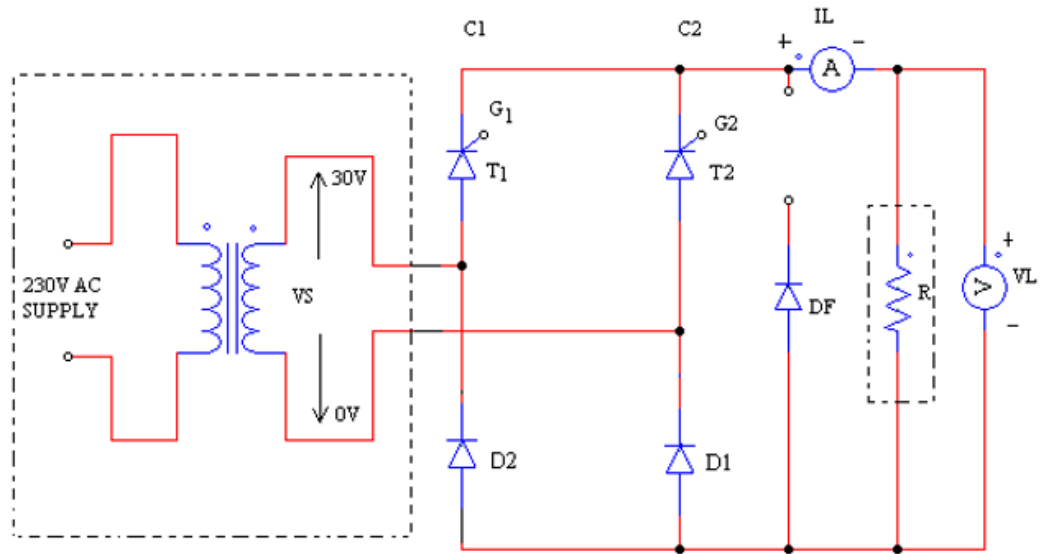 C1
C2
IL
+
−
A
G1
G2
T1
T2
30V
230V AC
SUPPLY
VS
0V
D2
D1
DF
R
+
V
VL
−